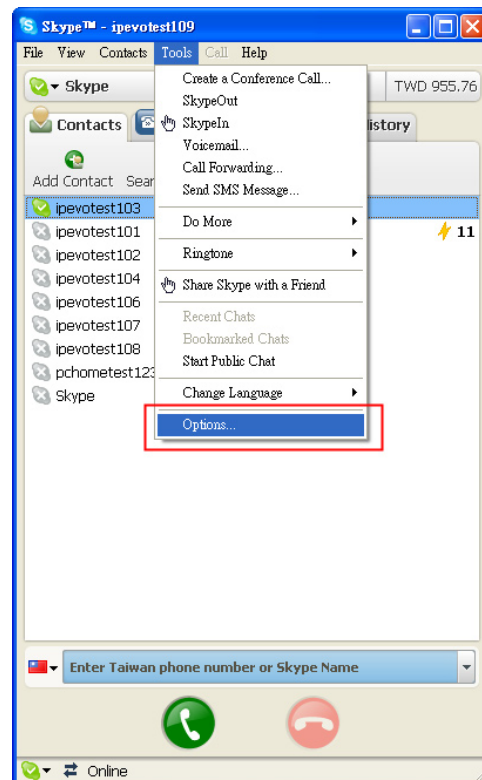 Skype™ - ipevotest109
File View Contacts Tools Call Help
Skype
TWD 955.76
Contacts
istory
Add Contact Sear
Create a Conference Call...
SkypeOut
SkypeIn
Voicemail...
Call Forwarding...
Send SMS Message...
Do More
Ringtone
Share Skype with a Friend
Recent Chats
Bookmarked Chats
Start Public Chat
Change Language
Options...
ipevotest103
ipevotest101
11
ipevotest102
ipevotest104
ipevotest106
ipevotest107
ipevotest108
pchometest123
Skype
Enter Taiwan phone number or Skype Name
Online